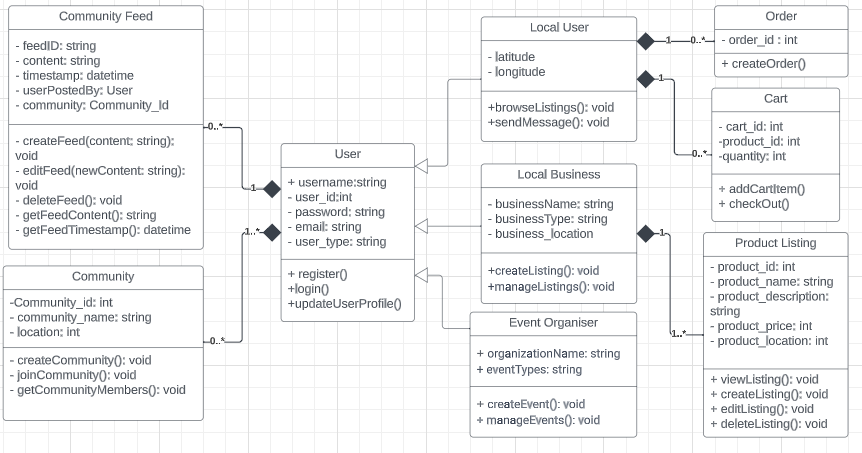 Community Feed
- feedID: string
- content: string
- timestamp: datetime
- userPostedBy: User
- community: Community_Id
- createFeed(content: string):
void
- editFeed(newContent: string):
void
- deleteFeed(): void
- getFeedContent(): string
- getFeedTimestamp(): datetime
0..*
1
Community
-Community_id: int
- community_name: string
- location: int
- createCommunity(): void
- joinCommunity(): void
- getCommunityMembers(): void
1..*
0..*
User
+ username:string
- user_id:int
- password: string
- email: string
- user_type: string
+ register()
+login()
+updateUserProfile()
Local User
- latitude
- longitude
+browseListings(): void
+sendMessage(): void
1
0..*
1
0..*
Local Business
- businessName: string
- businessType: string
- business_location
+createListing(): void
+manageListings(): void
1
1..*
Event Organiser
+ organizationName: string
+ eventTypes: string
+ createEvent(): void
+ manageEvents(): void
Order
- order_id : int
+ createOrder()
Cart
- cart_id: int
-product_id: int
-quantity: int
+ addCartItem()
+ checkOut()
Product Listing
- product_id: int
- product_name: string
- product_description:
string
- product_price: int
- product_location: int
+ viewListing(): void
+ createListing(): void
+ editListing(): void
+ deleteListing(): void